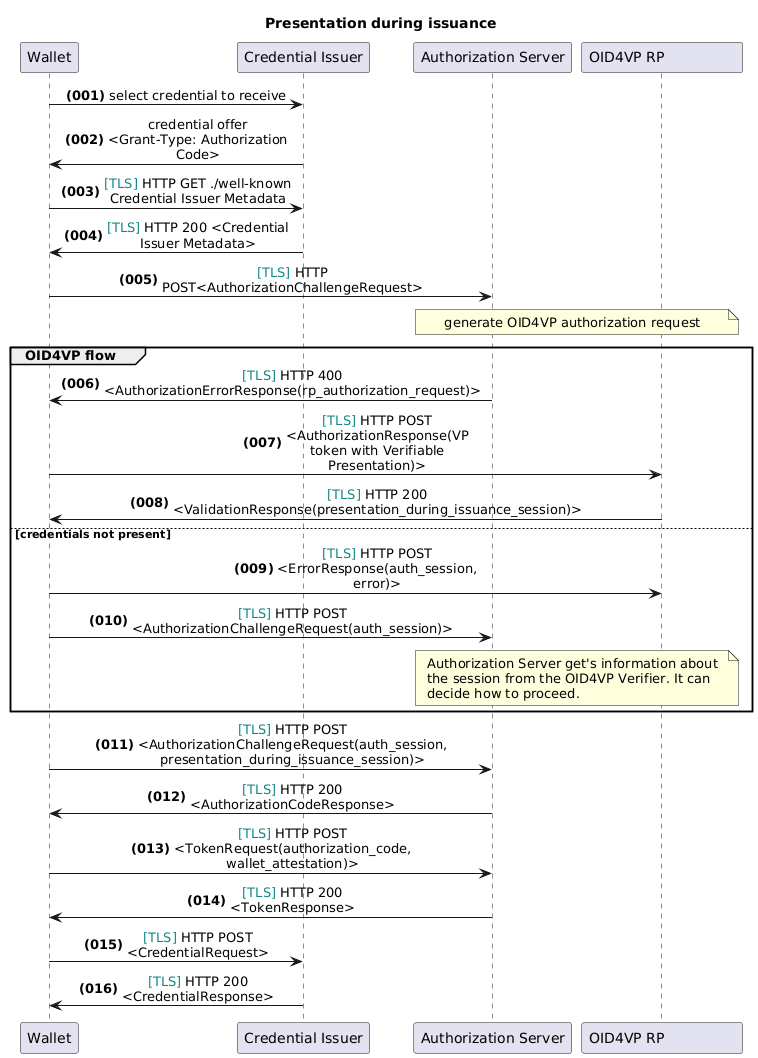 Presentation during issuance
Wallet
Credential Issuer
Authorization Server
OID4VP RP
(001) select credential to receive
credential offer
(002) <Grant-Type: Authorization
Code>
[TLS] HTTP GET ./well-known
(003) Credential Issuer Metadata
[TLS] HTTP 200 <Credential
(004) Issuer Metadata>
[TLS] HTTP
(005) POST<AuthorizationChallengeRequest>
generate OID4VP authorization request
OID4VP flow
[TLS] HTTP 400
(006) <AuthorizationErrorResponse(rp_authorization_request)>
[TLS] HTTP POST
(007) <AuthorizationResponse(VP
token with Verifiable
Presentation)>
[TLS] HTTP 200
(008) <ValidationResponse(presentation_during_issuance_session)>
[credentials not present]
[TLS] HTTP POST
(009) <ErrorResponse(auth_session,
error)>
[TLS] HTTP POST
(010) <AuthorizationChallengeRequest(auth_session)>
Authorization Server get's information about
the session from the OID4VP Verifier. It can
decide how to proceed.
[TLS] HTTP POST
(011) <AuthorizationChallengeRequest(auth_session,
presentation_during_issuance_session)>
[TLS] HTTP 200
(012) <AuthorizationCodeResponse>
[TLS] HTTP POST
(013) <TokenRequest(authorization_code,
wallet_attestation)>
[TLS] HTTP 200
(014) <TokenResponse>
[TLS] HTTP POST
(015) <CredentialRequest>
[TLS] HTTP 200
(016) <CredentialResponse>
Wallet
Credential Issuer
Authorization Server
OID4VP RP